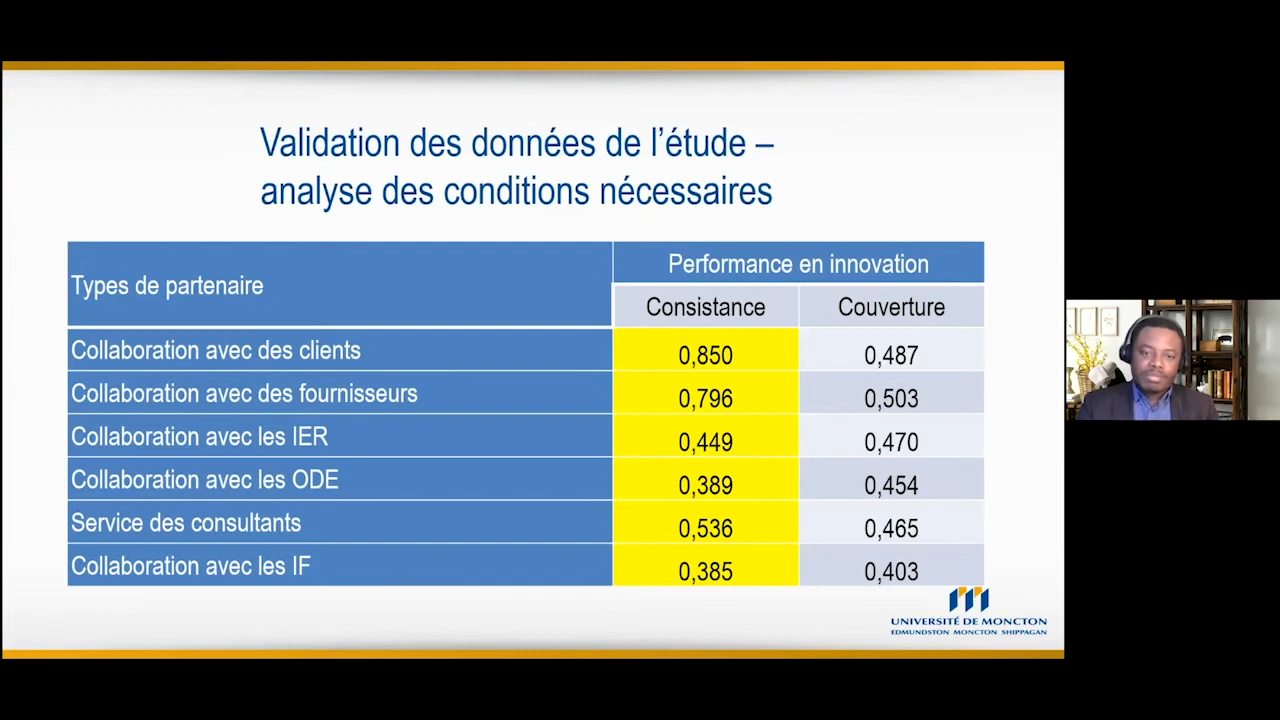 Validation des données de l'étude –
analyse des conditions nécessaires
Types de partenaire
Performance en innovation
Consistance Couverture
Collaboration avec des clients 0,850 0,487
Collaboration avec des fournisseurs 0,796 0,503
Collaboration avec les IER 0,449 0,470
Collaboration avec les ODE 0,389 0,454
Service des consultants 0,536 0,465
Collaboration avec les IF 0,385 0,403
UNIVERSITÉ DE MONCTON
EDMUNDSTON MONCTON SHIPPAGAN